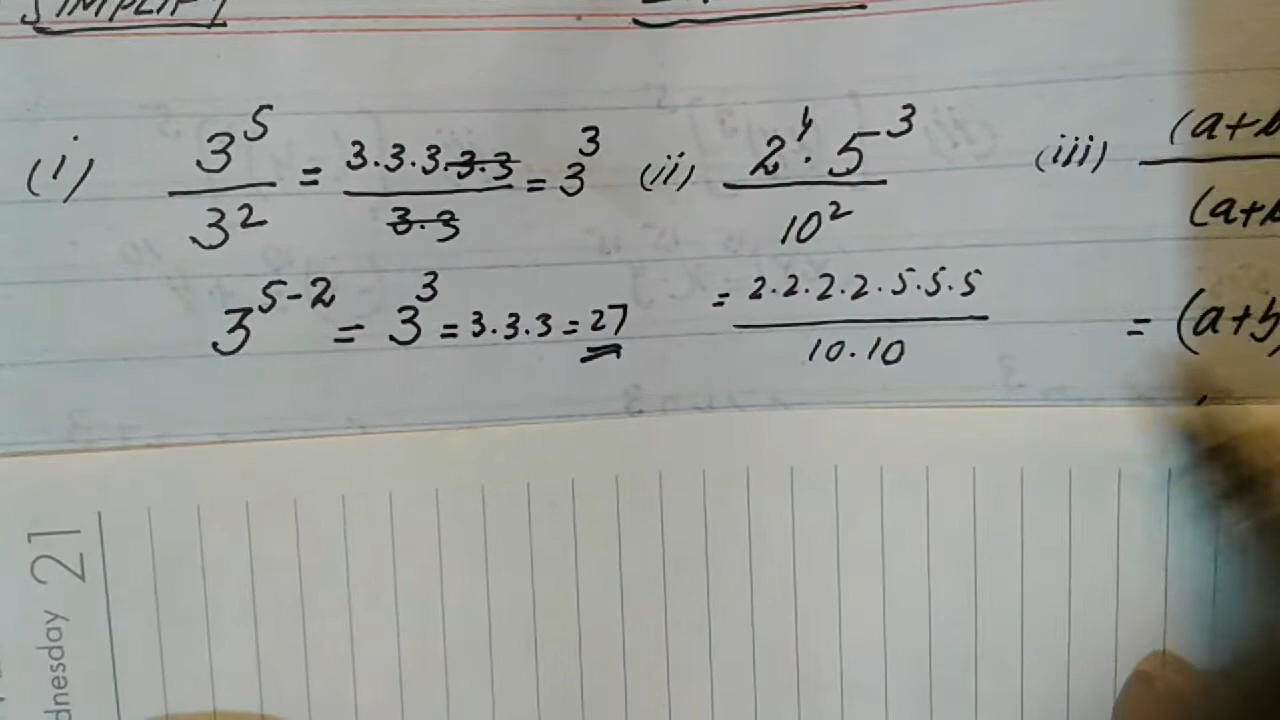 SIMPLIFY
(i) 3^5 / 3^2 = 3.3.3.3.3 / 3.3 = 3^3 (ii) 2^4 . 5^3 / 10^2 (iii) (a+b / (a+b
3^5-2 = 3^3 = 3.3.3 = 27 = 2.2.2.2.5.5.5 / 10.10 = (a+b)
21
dnesday